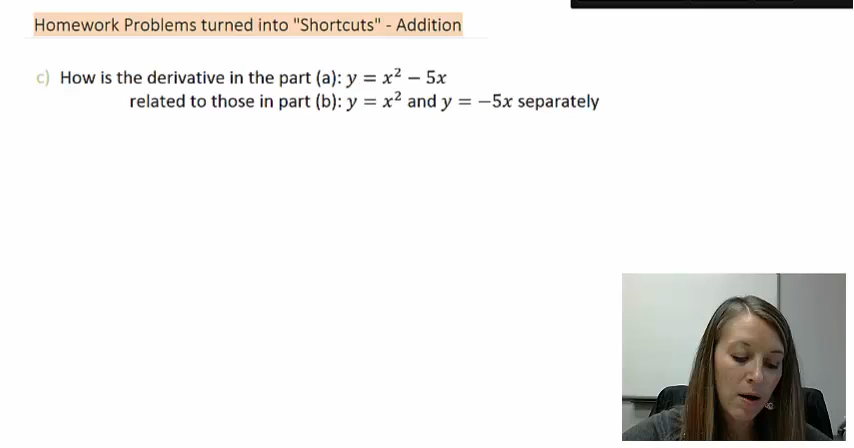 Homework Problems turned into "Shortcuts" - Addition
c) How is the derivative in the part (a): y = x² − 5x
related to those in part (b): y = x² and y = −5x separately